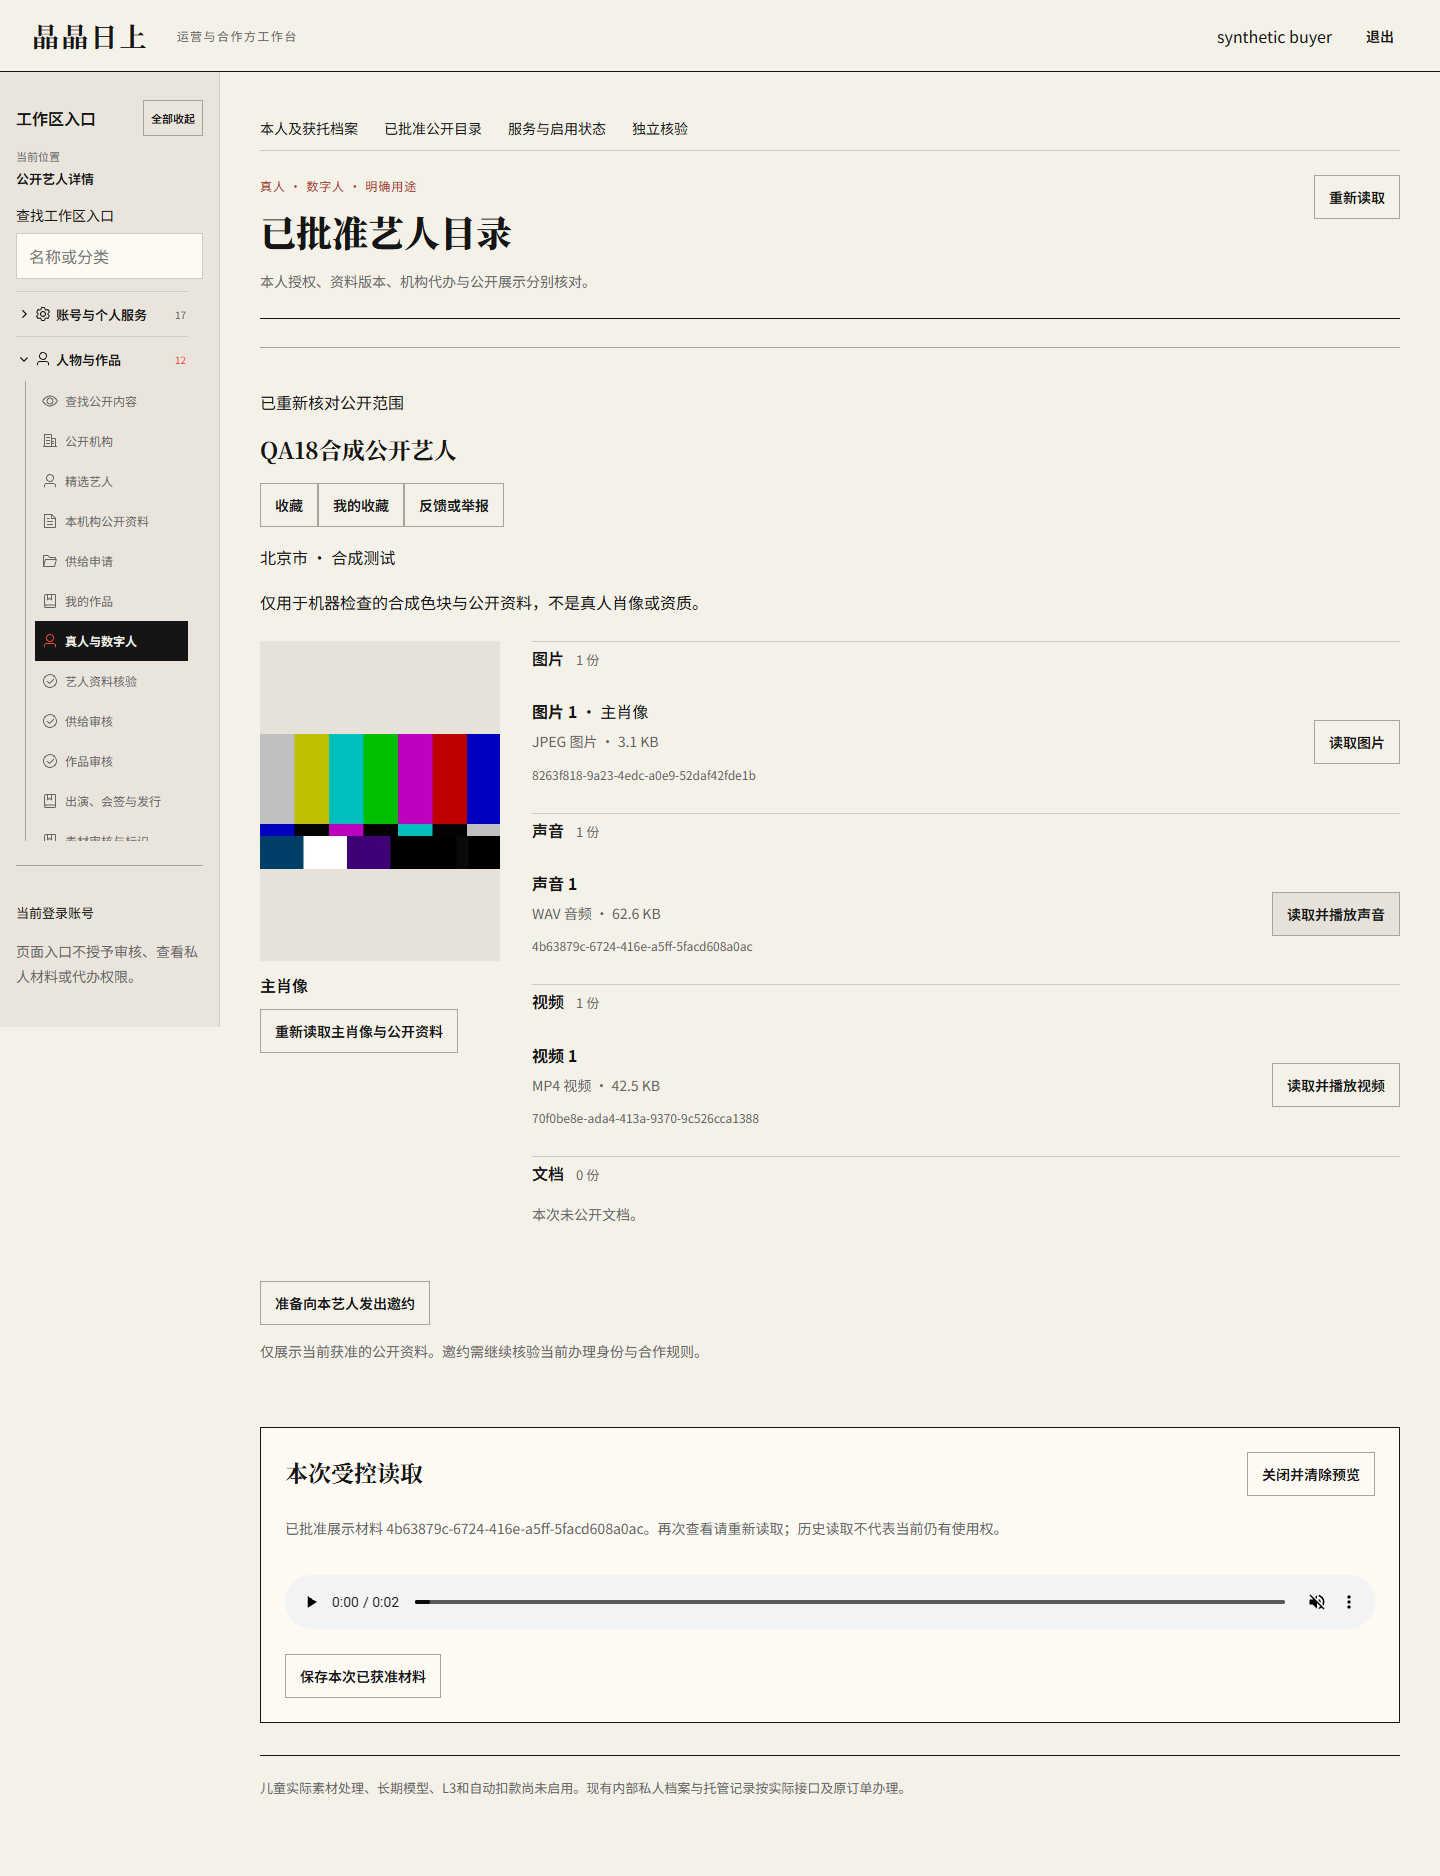 晶晶日上
运营与合作方工作台
synthetic buyer
退出
工作区入口
全部收起
当前位置
公开艺人详情
查找工作区入口
名称或分类
账号与个人服务 17
人物与作品 12
查找公开内容
公开机构
精选艺人
本机构公开资料
供给申请
我的作品
真人与数字人
艺人资料核验
供给审核
作品审核
出演、会签与发行
素材审核与标识
当前登录账号
页面入口不授予审核、查看私
人材料或代办权限。
本人及获托档案 已批准公开目录 服务与启用状态 独立核验
真人 · 数字人 · 明确用途
已批准艺人目录
重新读取
本人授权、资料版本、机构代办与公开展示分别核对。
已重新核对公开范围
QA18合成公开艺人
收藏 我的收藏 反馈或举报
北京市 · 合成测试
仅用于机器检查的合成色块与公开资料，不是真人肖像或资质。
主肖像
重新读取主肖像与公开资料
图片 1 份
图片 1 · 主肖像
JPEG 图片 · 3.1 KB
8263f818-9a23-4edc-a0e9-52daf42fde1b
读取图片
声音 1 份
声音 1
WAV 音频 · 62.6 KB
4b63879c-6724-416e-a5ff-5facd608a0ac
读取并播放声音
视频 1 份
视频 1
MP4 视频 · 42.5 KB
70f0be8e-ada4-413a-9370-9c526cca1388
读取并播放视频
文档 0 份
本次未公开文档。
准备向本艺人发出邀约
仅展示当前获准的公开资料。邀约需继续核验当前办理身份与合作规则。
本次受控读取
关闭并清除预览
已批准展示材料 4b63879c-6724-416e-a5ff-5facd608a0ac。再次查看请重新读取；历史读取不代表当前仍有使用权。
0:00 / 0:02
保存本次已获准材料
儿童实际素材处理、长期模型、L3和自动扣款尚未启用。现有内部私人档案与托管记录按实际接口及原订单办理。